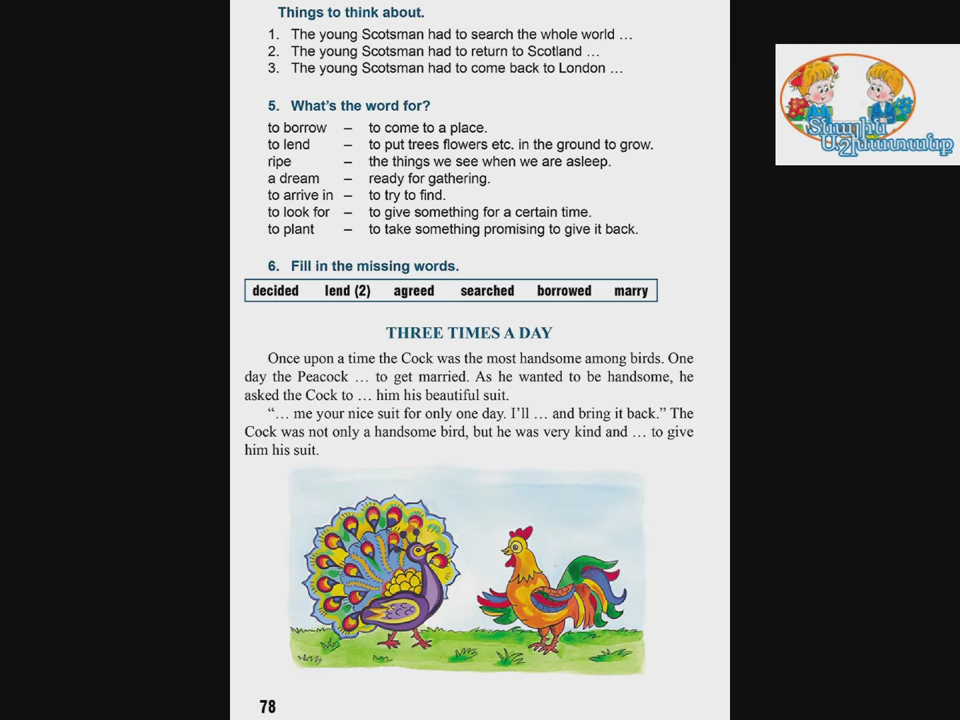 Things to think about.
1. The young Scotsman had to search the whole world …
2. The young Scotsman had to return to Scotland …
3. The young Scotsman had to come back to London …
5. What's the word for?
to borrow – to come to a place.
to lend – to put trees flowers etc. in the ground to grow.
ripe – the things we see when we are asleep.
a dream – ready for gathering.
to arrive in – to try to find.
to look for – to give something for a certain time.
to plant – to take something promising to give it back.
6. Fill in the missing words.
decided lend (2) agreed searched borrowed marry
THREE TIMES A DAY
Once upon a time the Cock was the most handsome among birds. One
day the Peacock … to get married. As he wanted to be handsome, he
asked the Cock to … him his beautiful suit.
“… me your nice suit for only one day. I’ll … and bring it back.” The
Cock was not only a handsome bird, but he was very kind and … to give
him his suit.
78